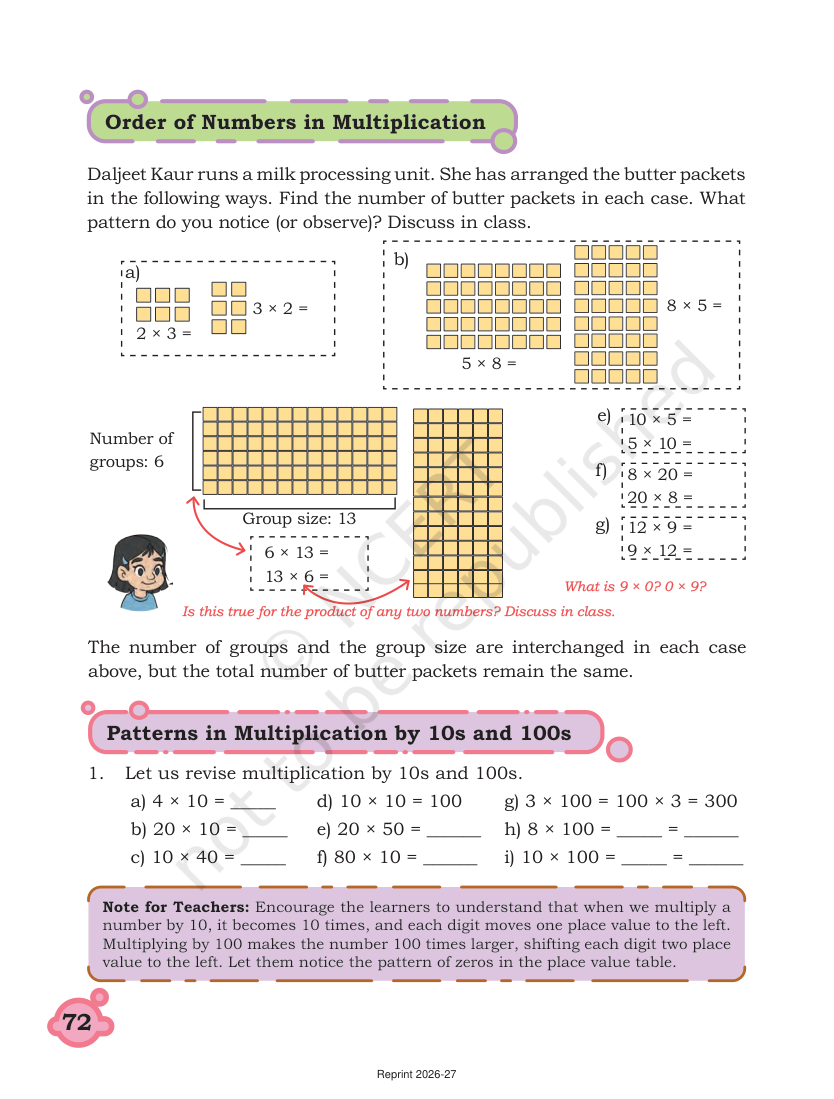 Order of Numbers in Multiplication
Daljeet Kaur runs a milk processing unit. She has arranged the butter packets
in the following ways. Find the number of butter packets in each case. What
pattern do you notice (or observe)? Discuss in class.
a)
3 × 2 =
2 × 3 =
b)
8 × 5 =
5 × 8 =
Number of
groups: 6
Group size: 13
6 × 13 =
13 × 6 =
e)
10 × 5 =
5 × 10 =
f)
8 × 20 =
20 × 8 =
g)
12 × 9 =
9 × 12 =
What is 9 × 0? 0 × 9?
Is this true for the product of any two numbers? Discuss in class.
The number of groups and the group size are interchanged in each case
above, but the total number of butter packets remain the same.
Patterns in Multiplication by 10s and 100s
1. Let us revise multiplication by 10s and 100s.
a) 4 × 10 = _____ d) 10 × 10 = 100 g) 3 × 100 = 100 × 3 = 300
b) 20 × 10 = _____ e) 20 × 50 = ______ h) 8 × 100 = _____ = ______
c) 10 × 40 = _____ f) 80 × 10 = ______ i) 10 × 100 = _____ = ______
Note for Teachers: Encourage the learners to understand that when we multiply a
number by 10, it becomes 10 times, and each digit moves one place value to the left.
Multiplying by 100 makes the number 100 times larger, shifting each digit two place
value to the left. Let them notice the pattern of zeros in the place value table.
72
Reprint 2026-27
© NCERT
not to be republished